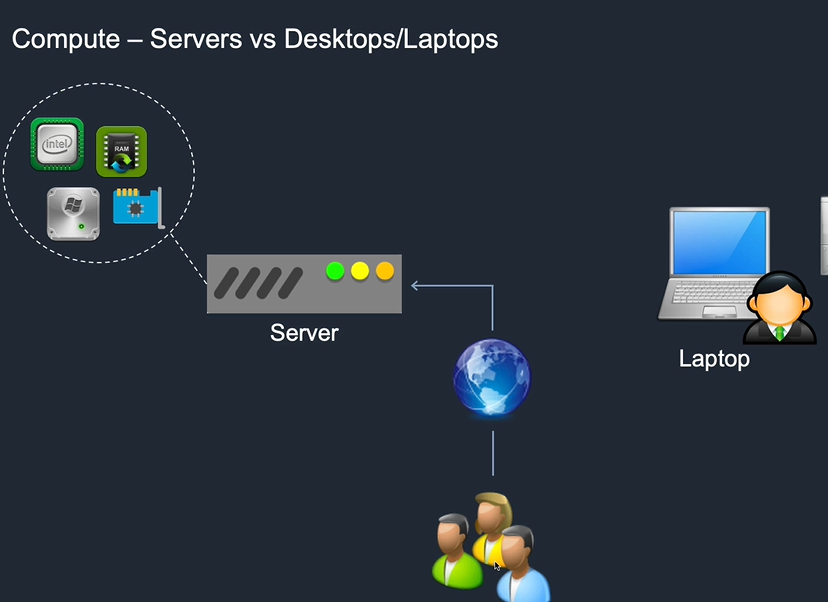 Compute – Servers vs Desktops/Laptops
intel
RAM
Server
Laptop